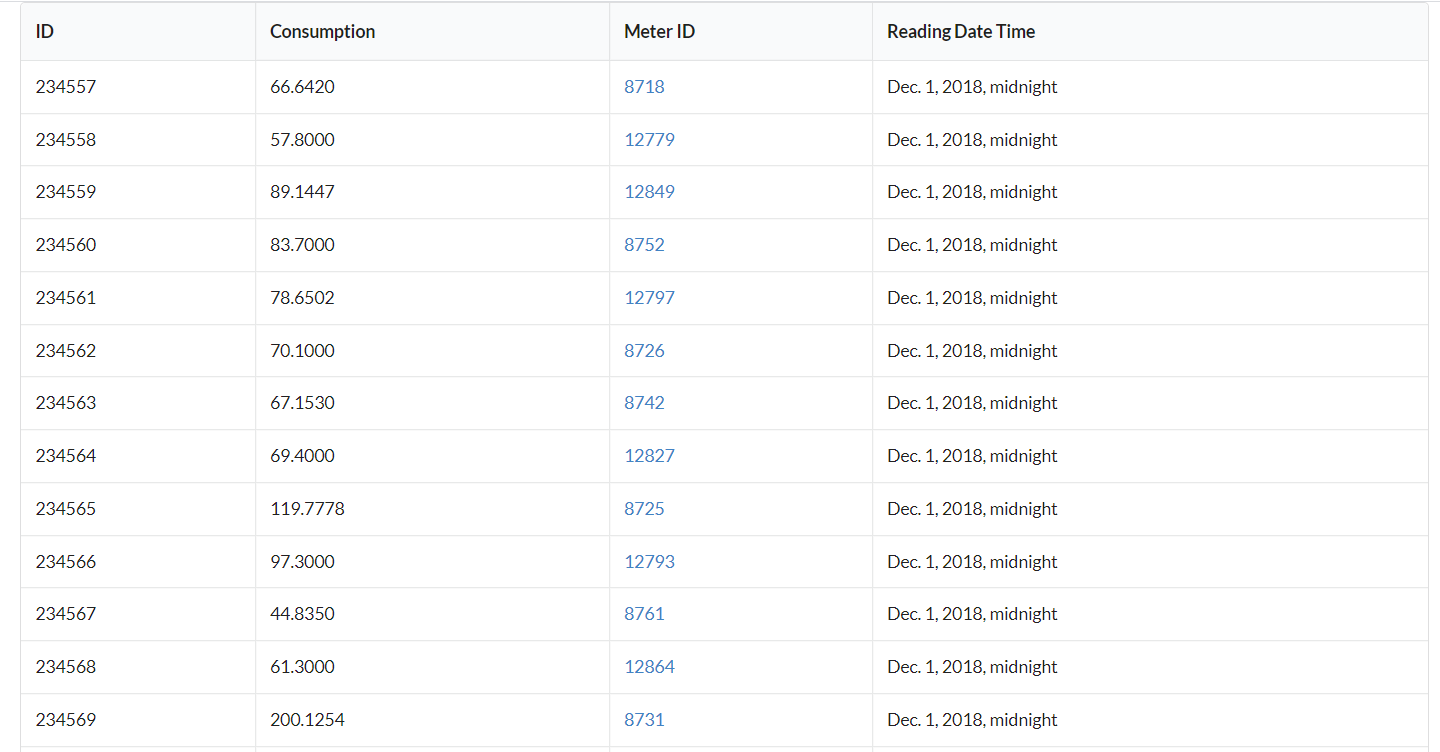 ID Consumption Meter ID Reading Date Time
234557 66.6420 8718 Dec. 1, 2018, midnight
234558 57.8000 12779 Dec. 1, 2018, midnight
234559 89.1447 12849 Dec. 1, 2018, midnight
234560 83.7000 8752 Dec. 1, 2018, midnight
234561 78.6502 12797 Dec. 1, 2018, midnight
234562 70.1000 8726 Dec. 1, 2018, midnight
234563 67.1530 8742 Dec. 1, 2018, midnight
234564 69.4000 12827 Dec. 1, 2018, midnight
234565 119.7778 8725 Dec. 1, 2018, midnight
234566 97.3000 12793 Dec. 1, 2018, midnight
234567 44.8350 8761 Dec. 1, 2018, midnight
234568 61.3000 12864 Dec. 1, 2018, midnight
234569 200.1254 8731 Dec. 1, 2018, midnight